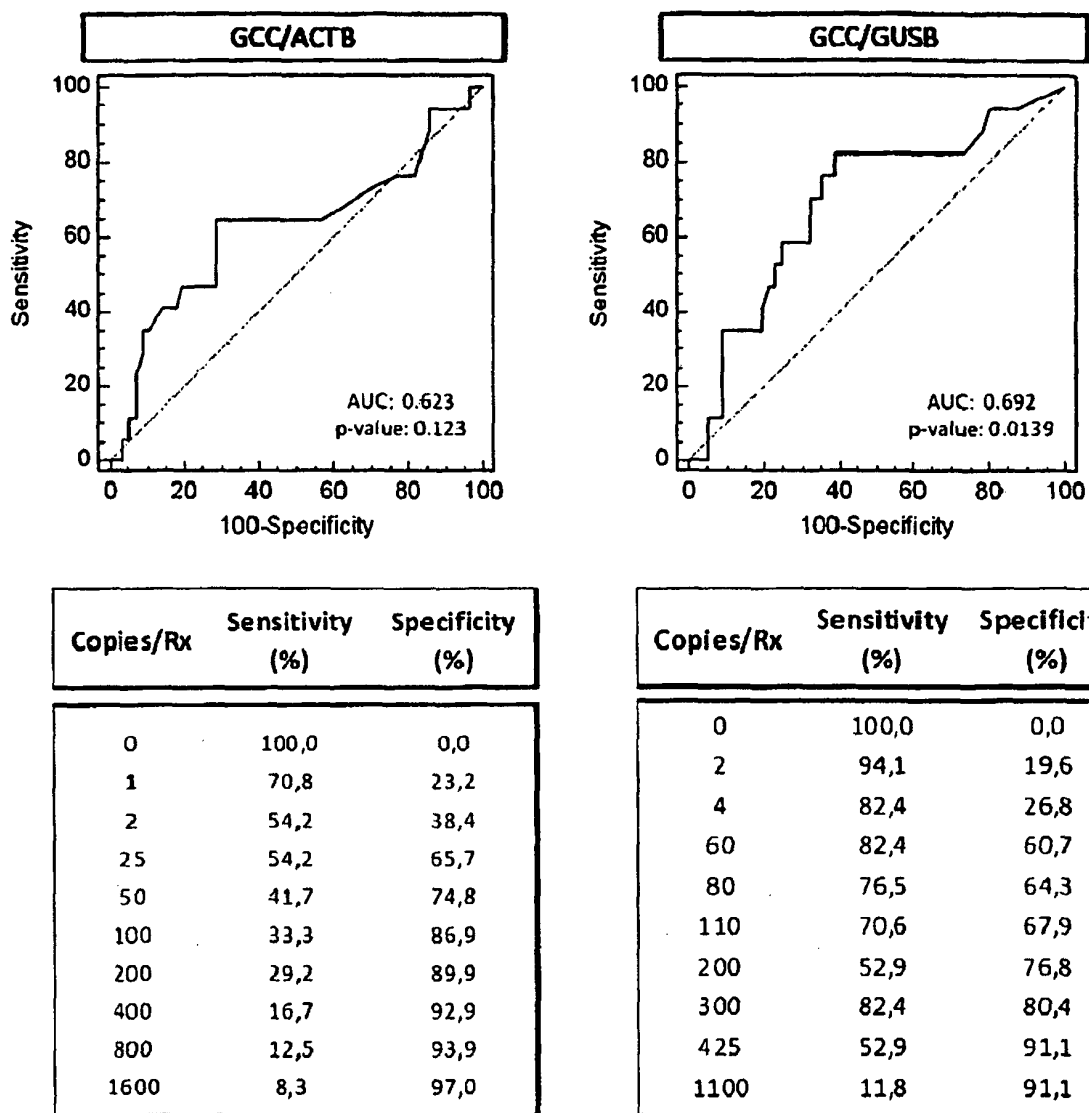 GCC/ACTB
100
80
60
40
20
0
Sensitivity
AUC: 0.623
p-value: 0.123
0 20 40 60 80 100
100-Specificity
Copies/Rx Sensitivity (%) Specificity (%)
0 100,0 0,0
1 70,8 23,2
2 54,2 38,4
25 54,2 65,7
50 41,7 74,8
100 33,3 86,9
200 29,2 89,9
400 16,7 92,9
800 12,5 93,9
1600 8,3 97,0
GCC/GUSB
100
80
60
40
20
0
Sensitivity
AUC: 0.692
p-value: 0.0139
0 20 40 60 80 100
100-Specificity
Copies/Rx Sensitivity (%) Specificit (%)
0 100,0 0,0
2 94,1 19,6
4 82,4 26,8
60 82,4 60,7
80 76,5 64,3
110 70,6 67,9
200 52,9 76,8
300 82,4 80,4
425 52,9 91,1
1100 11,8 91,1